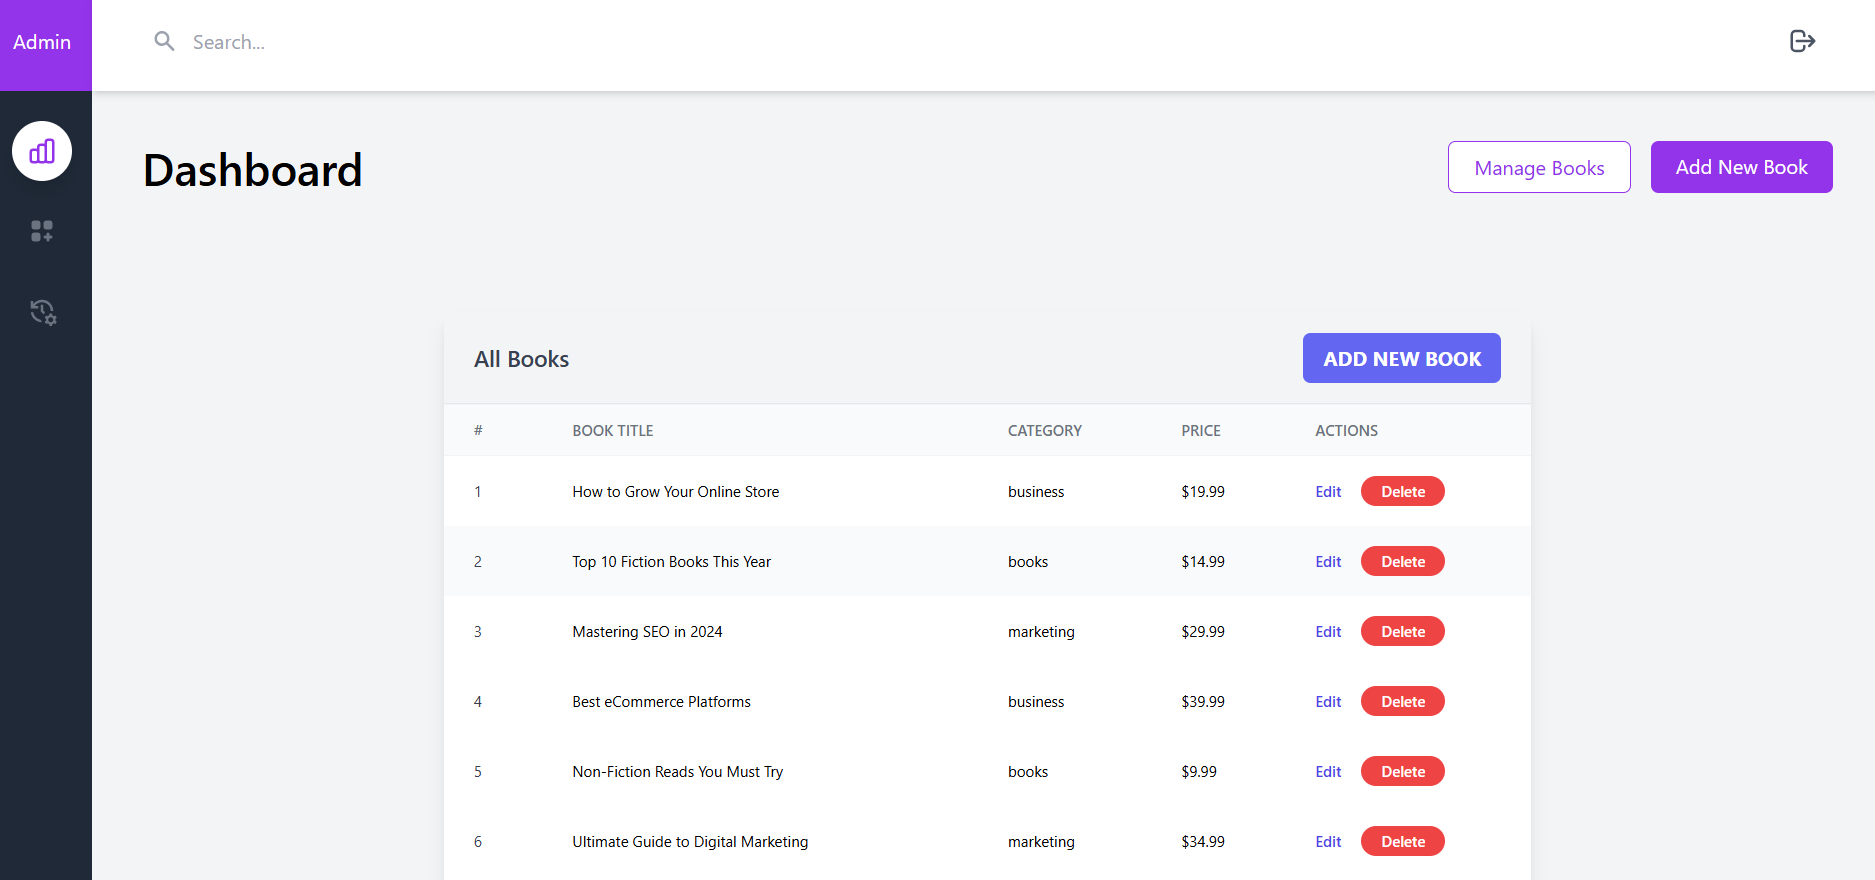 Admin
Search...
Dashboard
Manage Books
Add New Book
All Books
ADD NEW BOOK
# BOOK TITLE CATEGORY PRICE ACTIONS
1 How to Grow Your Online Store business $19.99 Edit Delete
2 Top 10 Fiction Books This Year books $14.99 Edit Delete
3 Mastering SEO in 2024 marketing $29.99 Edit Delete
4 Best eCommerce Platforms business $39.99 Edit Delete
5 Non-Fiction Reads You Must Try books $9.99 Edit Delete
6 Ultimate Guide to Digital Marketing marketing $34.99 Edit Delete